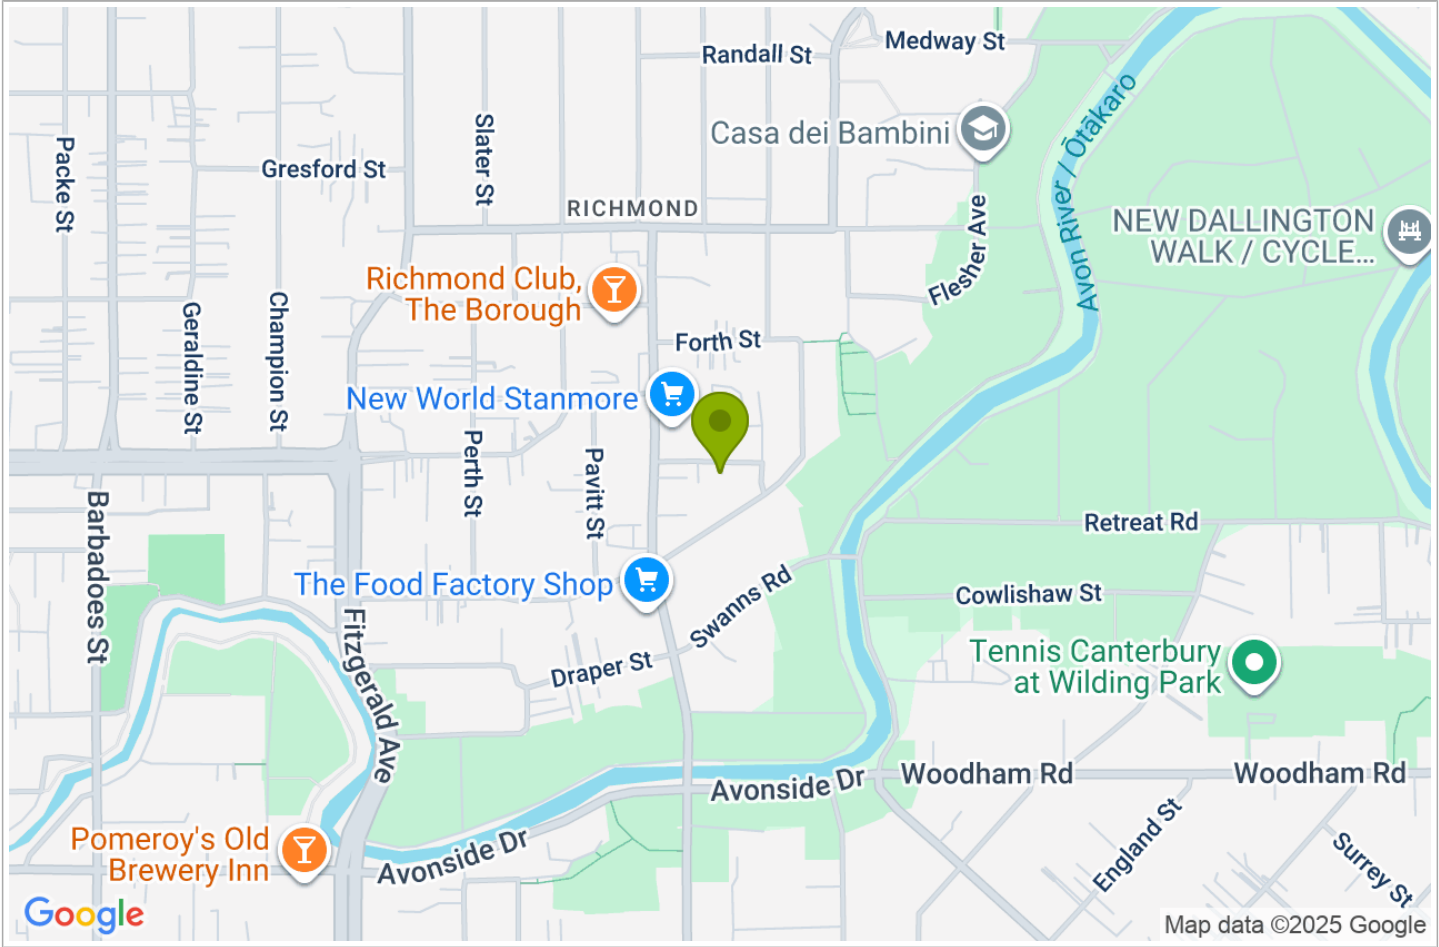 Randall St
Medway St
Casa dei Bambini
Packe St
Slater St
Gresford St
RICHMOND
Avon River / Ōtākaro
NEW DALLINGTON
WALK / CYCLE...
Flesher Ave
Richmond Club,
The Borough
Geraldine St
Champion St
Forth St
New World Stanmore
Perth St
Pavitt St
Barbadoes St
Retreat Rd
The Food Factory Shop
Swanns Rd
Cowlishaw St
Fitzgerald Ave
Draper St
Tennis Canterbury
at Wilding Park
Avonside Dr
Woodham Rd
Woodham Rd
Pomeroy's Old
Brewery Inn
Avonside Dr
England St
Surrey St
Google
Map data ©2025 Google